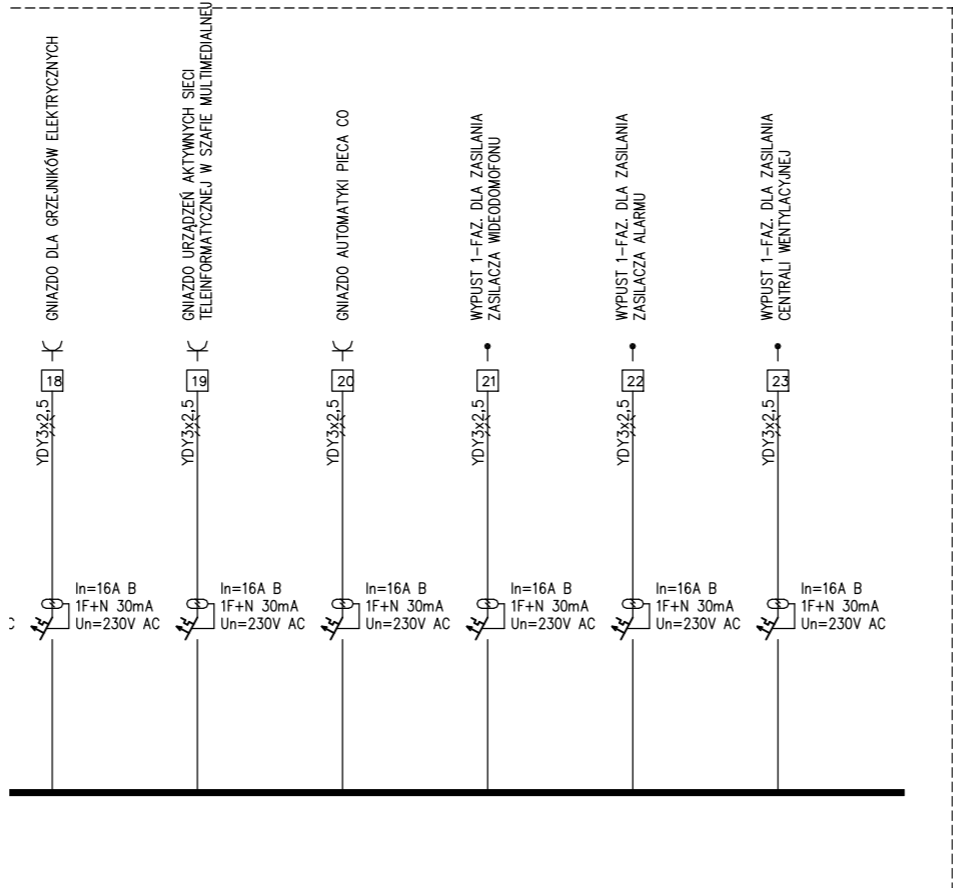 GNIAZDO DLA GRZEJNIKÓW ELEKTRYCZNYCH
18
YDY3x2,5
In=16A B
1F+N 30mA
Un=230V AC
GNIAZDO URZĄDZEŃ AKTYWNYCH SIECI
TELEINFORMATYCZNEJ W SZAFIE MULTIMEDIALNEJ
19
YDY3x2,5
In=16A B
1F+N 30mA
Un=230V AC
GNIAZDO AUTOMATYKI PIECA CO
20
YDY3x2,5
In=16A B
1F+N 30mA
Un=230V AC
WYPUST 1-FAZ. DLA ZASILANIA
ZASILACZA WIDEODOMOFONU
21
YDY3x2,5
In=16A B
1F+N 30mA
Un=230V AC
WYPUST 1-FAZ. DLA ZASILANIA
ZASILACZA ALARMU
22
YDY3x2,5
In=16A B
1F+N 30mA
Un=230V AC
WYPUST 1-FAZ. DLA ZASILANIA
CENTRALI WENTYLACYJNEJ
23
YDY3x2,5
In=16A B
1F+N 30mA
Un=230V AC